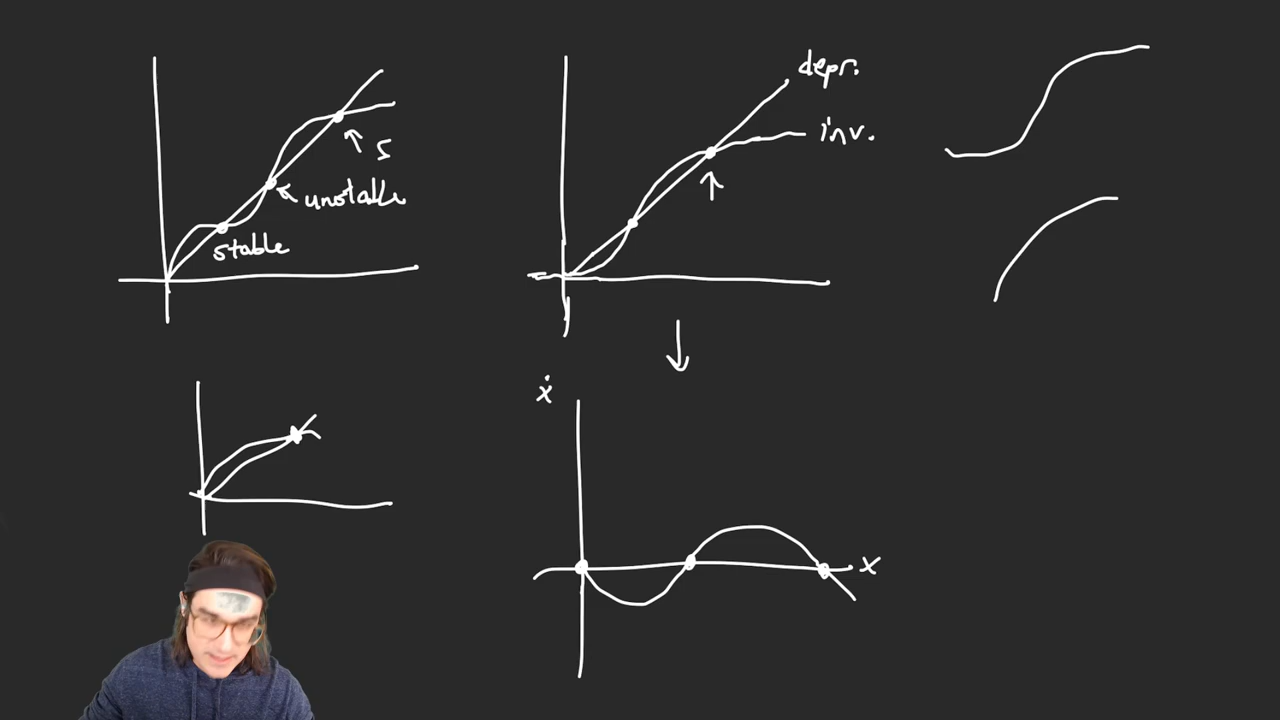 depr.
inv.
S
unstable
stable
ẋ
x